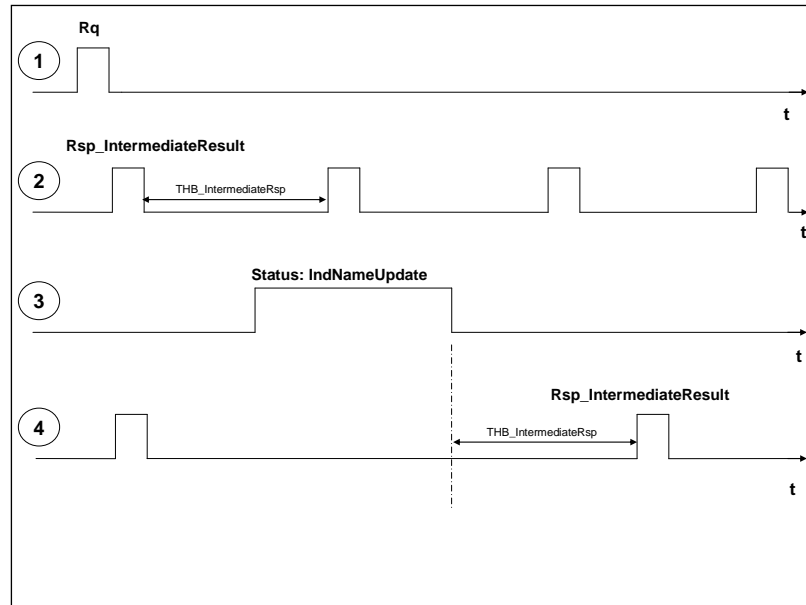 Rq
1
t
Rsp_IntermediateResult
2
THB_IntermediateRsp
t
Status: IndNameUpdate
3
t
Rsp_IntermediateResult
4
THB_IntermediateRsp
t